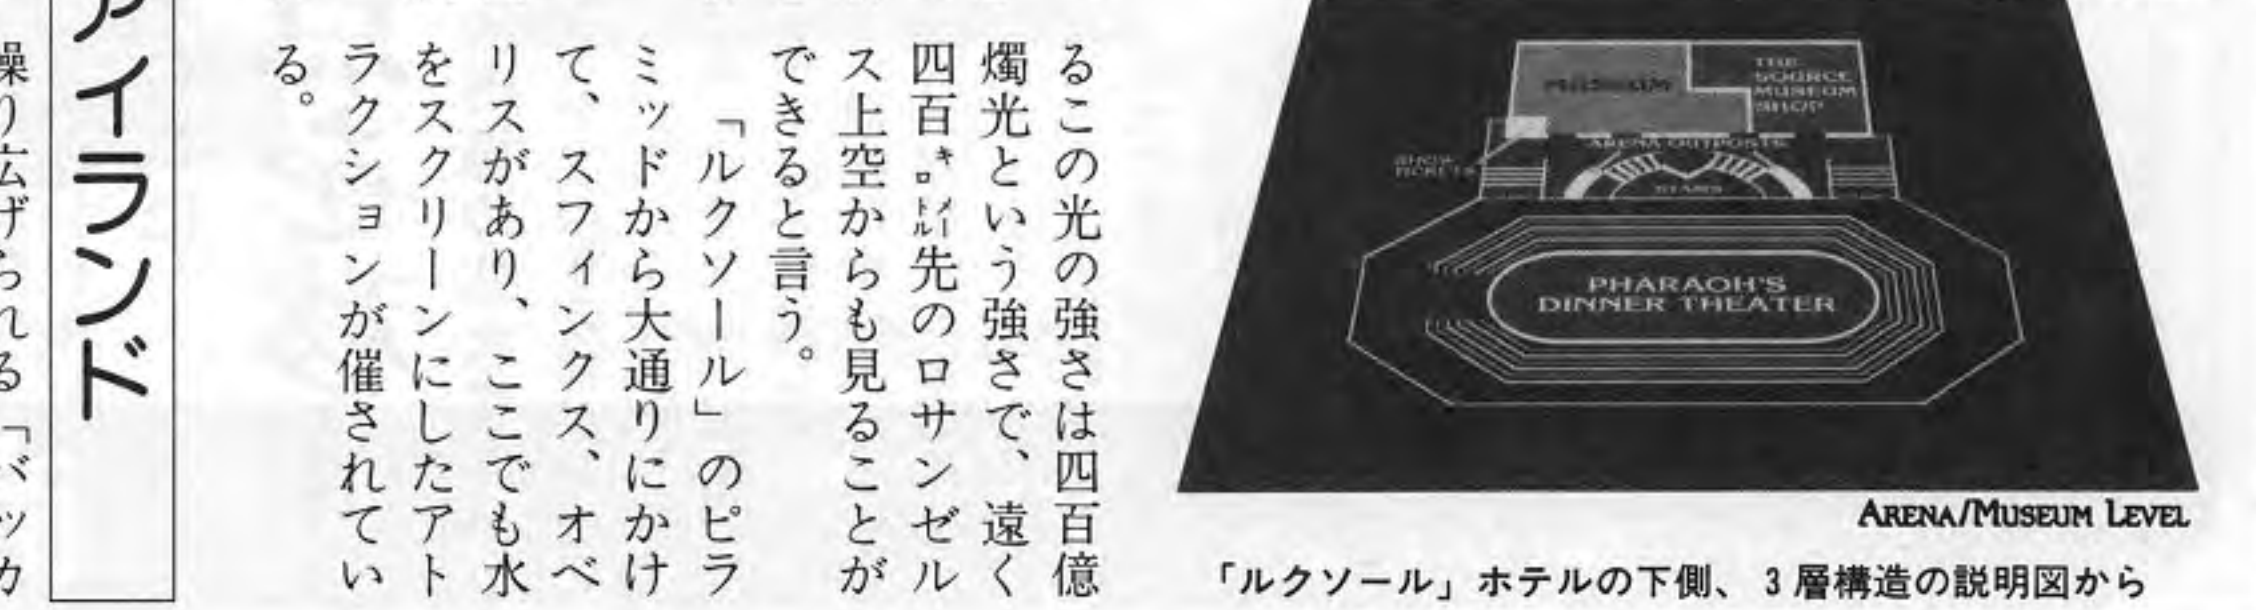 るこの光の強さは四百億
燭光という強さで、遠く
四百キロメートル先のロサンゼル
ス上空からも見ることが
できると言う。
「ルクソール」のピラ
ミッドから大通りにかけ
て、スフィンクス、オベ
リスがあり、ここでも水
をスクリーンにしたアト
ラクションが催されてい
る。
アイランド
繰り広げられる「バッカ
MUSEUM
THE
SOURCE
MUSEUM
SHOP
ARENA OUTPOSTS
SHOW
TICKETS
STAIRS
PHARAOH'S
DINNER THEATER
ARENA/MUSEUM LEVEL
「ルクソール」ホテルの下側、3層構造の説明図から